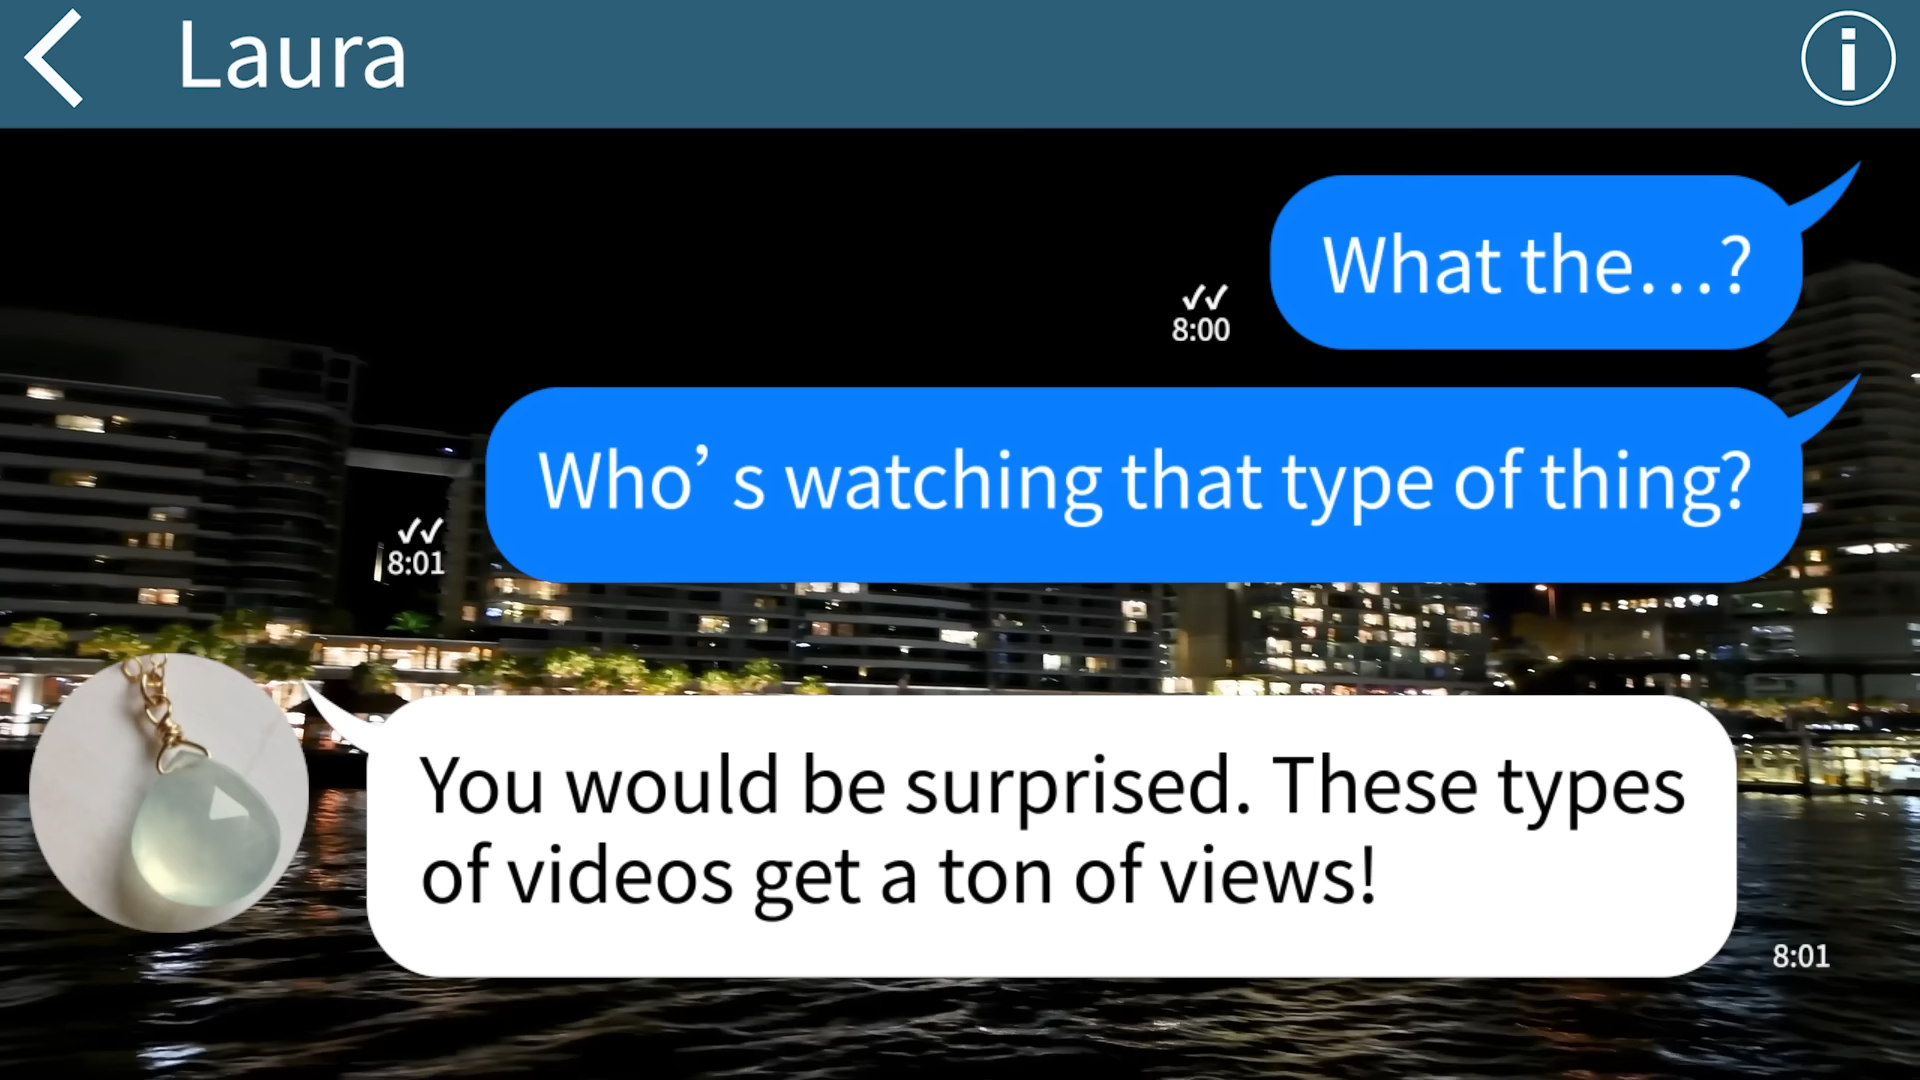 Laura
What the…?
8:00
Who’s watching that type of thing?
8:01
You would be surprised. These types
of videos get a ton of views!
8:01